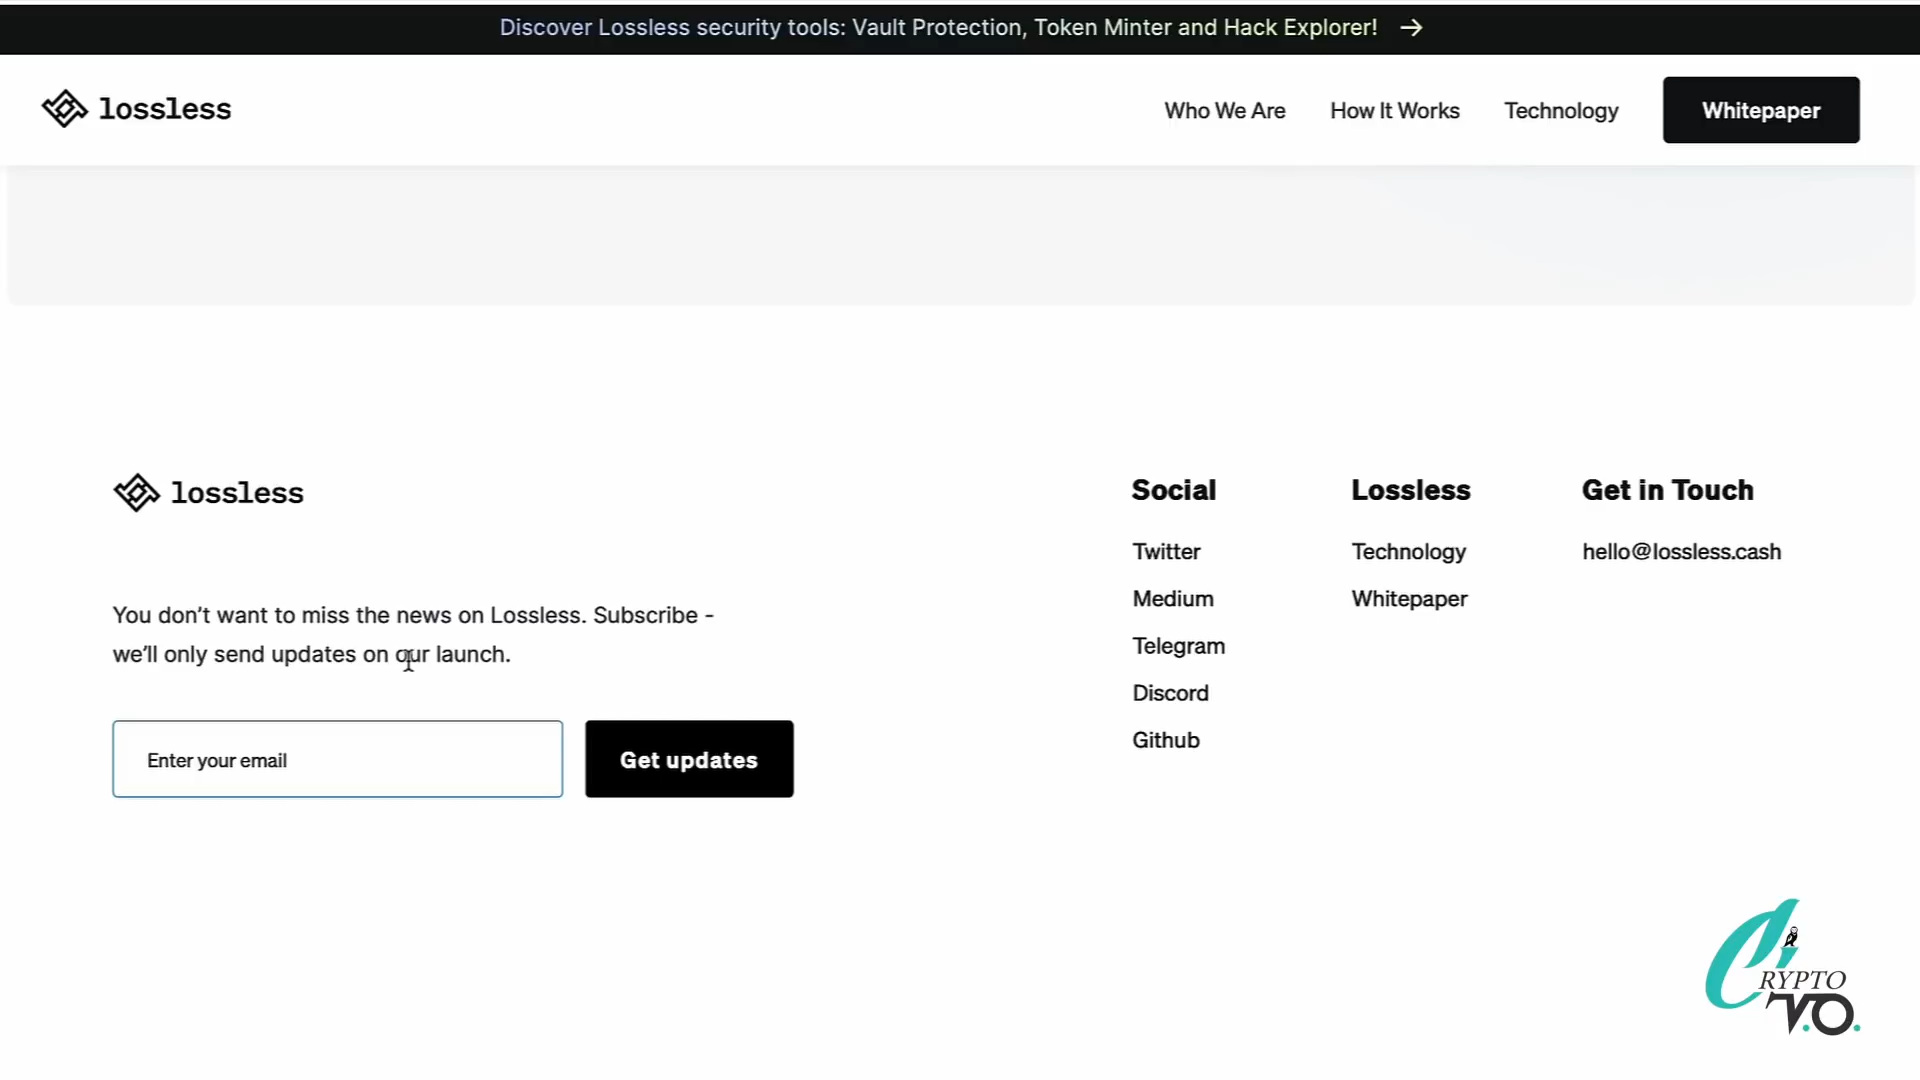 Discover Lossless security tools: Vault Protection, Token Minter and Hack Explorer! →
lossless
Who We Are
How It Works
Technology
Whitepaper
lossless
You don’t want to miss the news on Lossless. Subscribe -
we’ll only send updates on our launch.
Enter your email
Get updates
Social
Twitter
Medium
Telegram
Discord
Github
Lossless
Technology
Whitepaper
Get in Touch
hello@lossless.cash
CRYPTO
V.O.